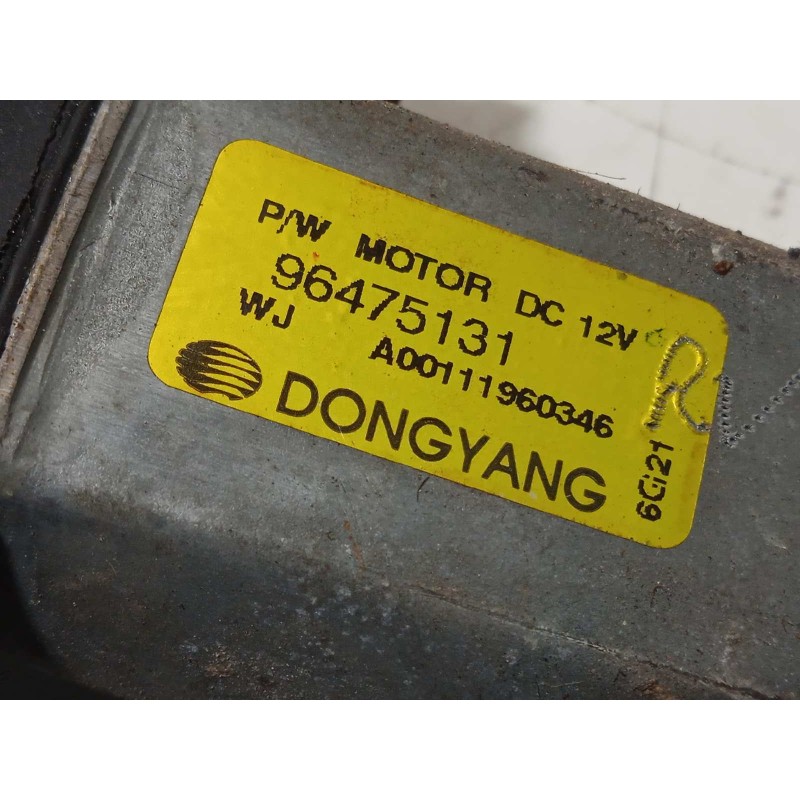 P/W MOTOR DC 12V
96475131
WJ A00111960346
DONGYANG
6Gi21
R